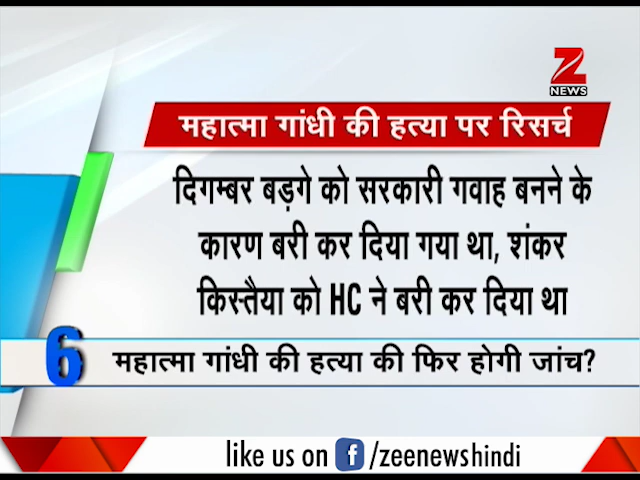 Z
NEWS
महात्मा गांधी की हत्या पर रिसर्च
दिगम्बर बड़गे को सरकारी गवाह बनने के
कारण बरी कर दिया गया था, शंकर
किस्तैया को HC ने बरी कर दिया था
6 महात्मा गांधी की हत्या की फिर होगी जांच?
like us on f/zeenewshindi